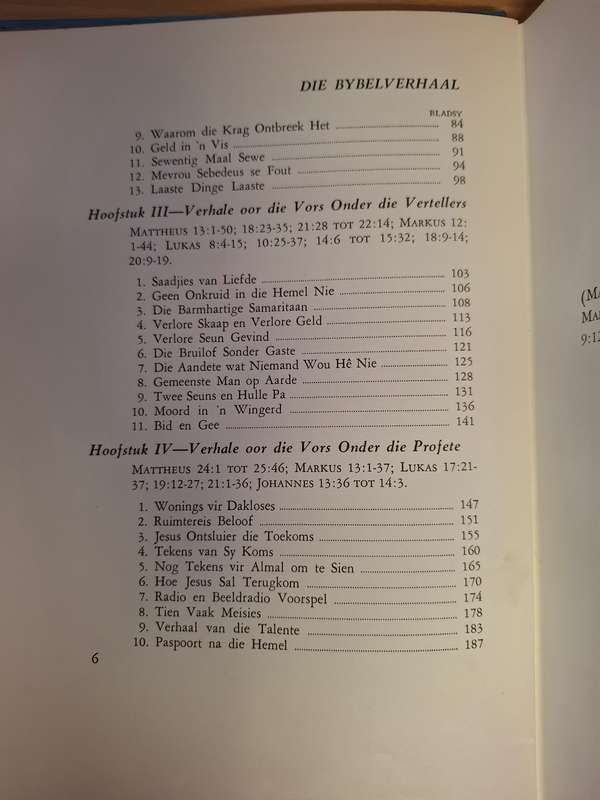 DIE BYBELVERHAAL
BLADSY
9. Waarom die Krag Ontbreek Het 84
10. Geld in 'n Vis 88
11. Sewentig Maal Sewe 91
12. Mevrou Sebedeus se Fout 94
13. Laaste Dinge Laaste 98
Hoofstuk III—Verhale oor die Vors Onder die Vertellers
MATTHEUS 13:1-50; 18:23-35; 21:28 TOT 22:14; MARKUS 12:
1-44; LUKAS 8:4-15; 10:25-37; 14:6 TOT 15:32; 18:9-14;
20:9-19.
1. Saadjies van Liefde 103
2. Geen Onkruid in die Hemel Nie 106
3. Die Barmhartige Samaritaan 108
4. Verlore Skaap en Verlore Geld 113
5. Verlore Seun Gevind 116
6. Die Bruilof Sonder Gaste 121
7. Die Aandete wat Niemand Wou Hê Nie 125
8. Gemeenste Man op Aarde 128
9. Twee Seuns en Hulle Pa 131
10. Moord in 'n Wingerd 136
11. Bid en Gee 141
Hoofstuk IV—Verhale oor die Vors Onder die Profete
MATTHEUS 24:1 TOT 25:46; MARKUS 13:1-37; LUKAS 17:21-
37; 19:12-27; 21:1-36; JOHANNES 13:36 TOT 14:3.
1. Wonings vir Dakloses 147
2. Ruimtereis Beloof 151
3. Jesus Ontsluier die Toekoms 155
4. Tekens van Sy Koms 160
5. Nog Tekens vir Almal om te Sien 165
6. Hoe Jesus Sal Terugkom 170
7. Radio en Beeldradio Voorspel 174
8. Tien Vaak Meisies 178
9. Verhaal van die Talente 183
10. Paspoort na die Hemel 187
6